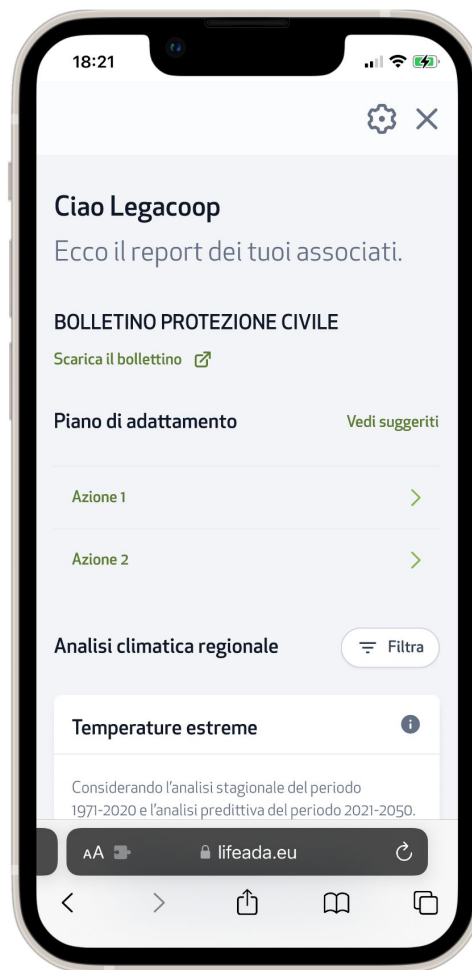 18:21
Ciao Legacoop
Ecco il report dei tuoi associati.
BOLLETINO PROTEZIONE CIVILE
Scarica il bollettino
Piano di adattamento
Vedi suggeriti
Azione 1
Azione 2
Analisi climatica regionale
Filtra
Temperature estreme
Considerando l'analisi stagionale del periodo
1971-2020 e l'analisi predittiva del periodo 2021-2050.
AA
lifeada.eu